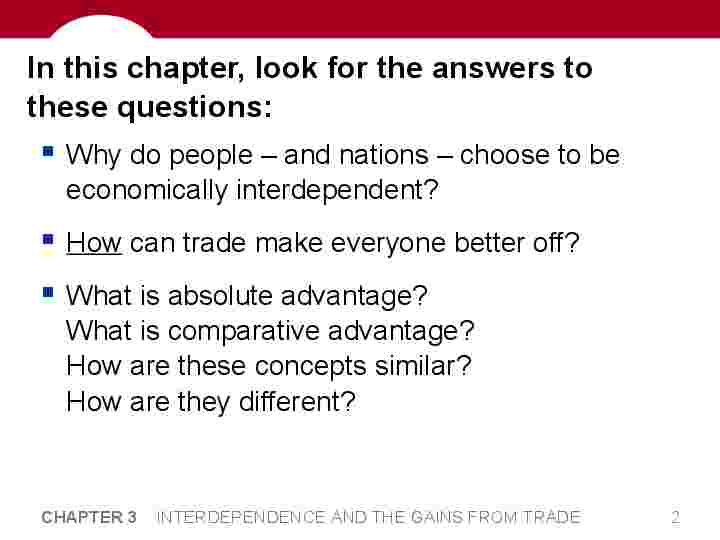 In this chapter, look for the answers to
these questions:
▪ Why do people – and nations – choose to be
economically interdependent?
▪ How can trade make everyone better off?
▪ What is absolute advantage?
What is comparative advantage?
How are these concepts similar?
How are they different?
CHAPTER 3 INTERDEPENDENCE AND THE GAINS FROM TRADE 2